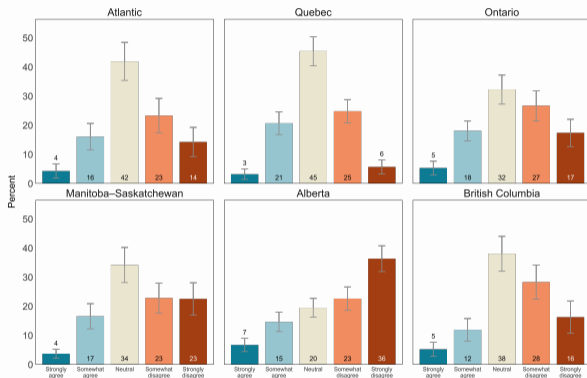 Atlantic Quebec Ontario
50
40
30
20
10
0
4 16 42 23 14
3 21 45 25 6
5 18 32 27 17
Percent
Manitoba–Saskatchewan Alberta British Columbia
50
40
30
20
10
0
4 17 34 23 23
7 15 20 23 36
5 12 38 28 16
Strongly agree Somewhat agree Neutral Somewhat disagree Strongly disagree
Strongly agree Somewhat agree Neutral Somewhat disagree Strongly disagree
Strongly agree Somewhat agree Neutral Somewhat disagree Strongly disagree